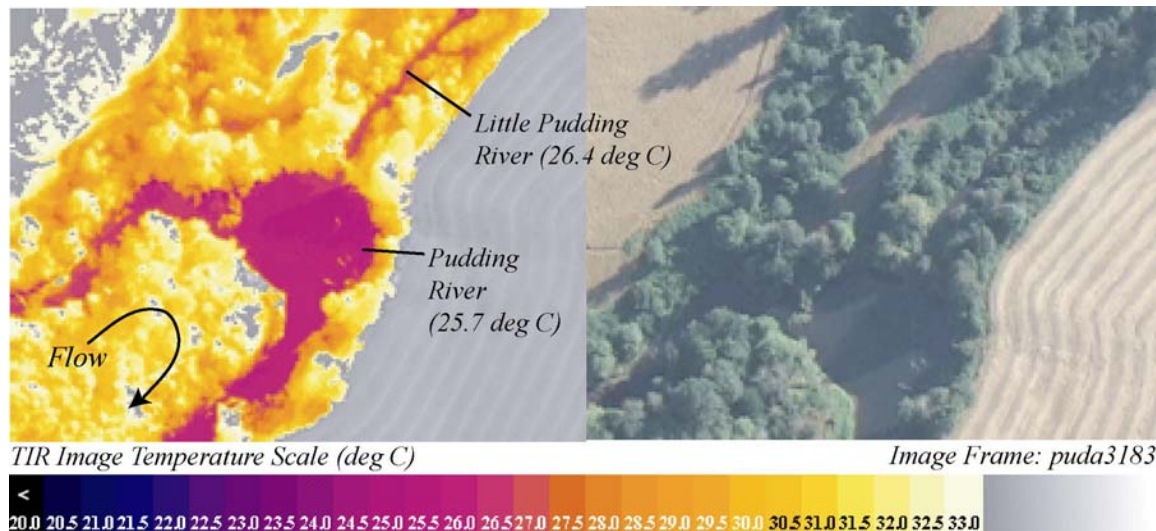 Little Pudding
River (26.4 deg C)
Pudding
River
(25.7 deg C)
Flow
TIR Image Temperature Scale (deg C)
Image Frame: puda3183
<
20.0 20.5 21.0 21.5 22.0 22.5 23.0 23.5 24.0 24.5 25.0 25.5 26.0 26.5 27.0 27.5 28.0 28.5 29.0 29.5 30.0 30.5 31.0 31.5 32.0 32.5 33.0